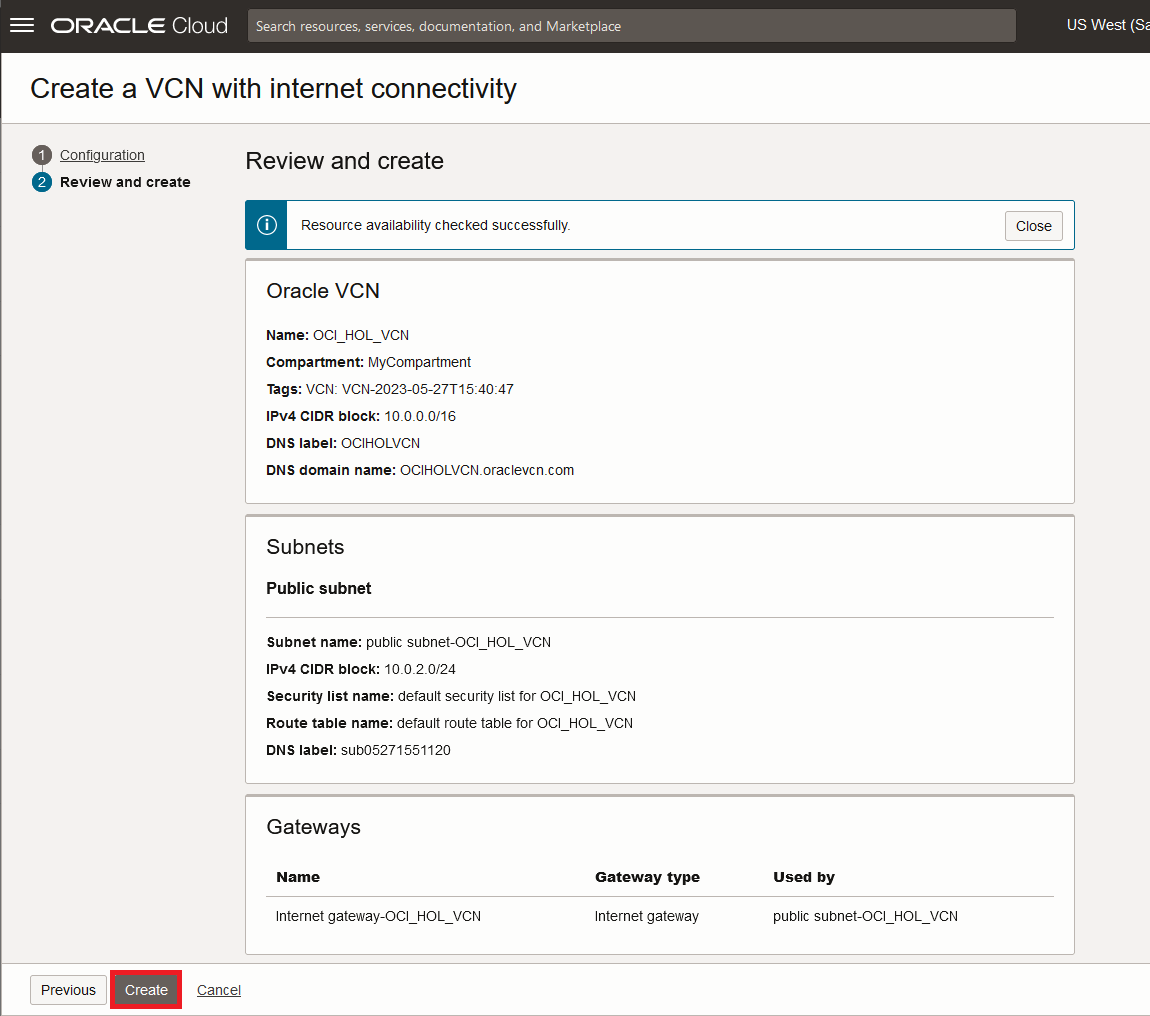 ORACLE Cloud
Search resources, services, documentation, and Marketplace
US West (Sa
Create a VCN with internet connectivity
1 Configuration
2 Review and create
Review and create
Resource availability checked successfully.
Close
Oracle VCN
Name: OCI_HOL_VCN
Compartment: MyCompartment
Tags: VCN: VCN-2023-05-27T15:40:47
IPv4 CIDR block: 10.0.0.0/16
DNS label: OCIHOLVCN
DNS domain name: OCIHOLVCN.oraclevcn.com
Subnets
Public subnet
Subnet name: public subnet-OCI_HOL_VCN
IPv4 CIDR block: 10.0.2.0/24
Security list name: default security list for OCI_HOL_VCN
Route table name: default route table for OCI_HOL_VCN
DNS label: sub05271551120
Gateways
Name Gateway type Used by
Internet gateway-OCI_HOL_VCN Internet gateway public subnet-OCI_HOL_VCN
Previous Create Cancel